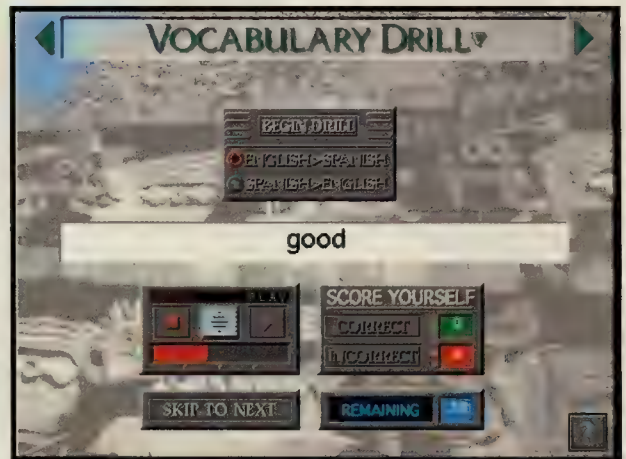 VOCABULARY DRILL
BEGIN DRILL
ENGLISH>SPANISH
SPANISH>ENGLISH
good
PLAY
SCORE YOURSELF
CORRECT
INCORRECT
SKIP TO NEXT
REMAINING